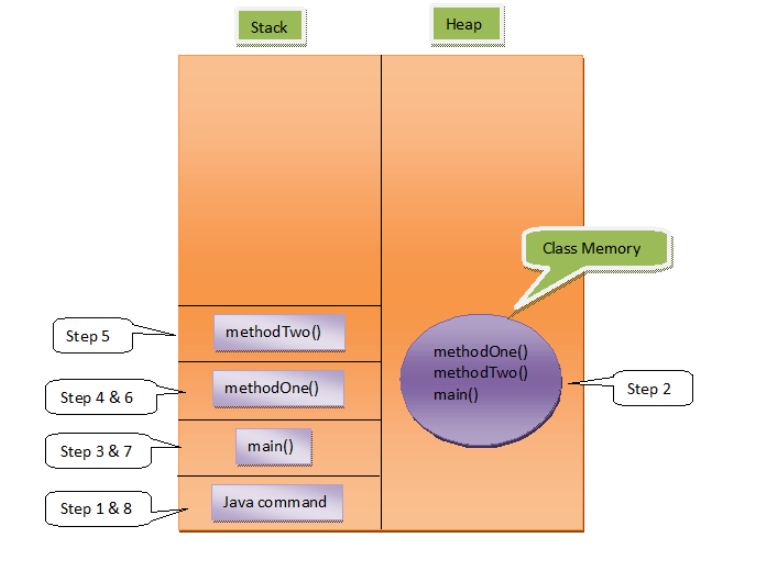 Stack
Heap
Class Memory
Step 5
methodTwo()
methodOne()
methodTwo()
main()
Step 2
Step 4 & 6
methodOne()
Step 3 & 7
main()
Step 1 & 8
Java command